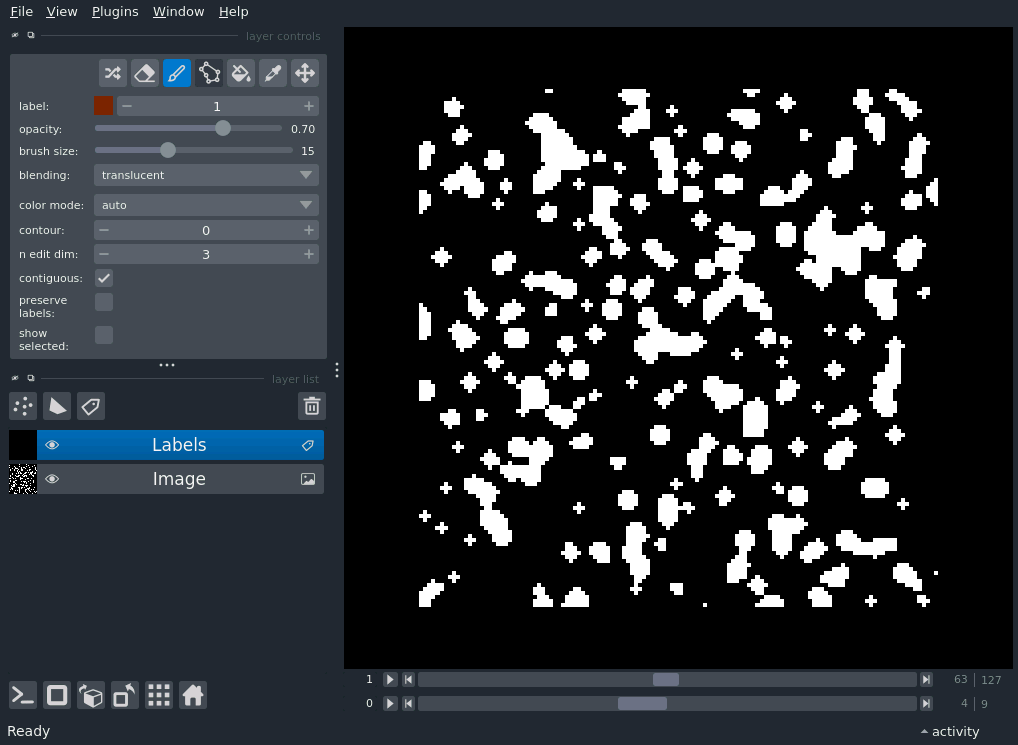 File View Plugins Window Help
layer controls
label: 1
opacity: 0.70
brush size: 15
blending: translucent
color mode: auto
contour: 0
n edit dim: 3
contiguous:
preserve
labels:
show
selected:
layer list
Labels
Image
1 63 127
0 4 9
Ready activity